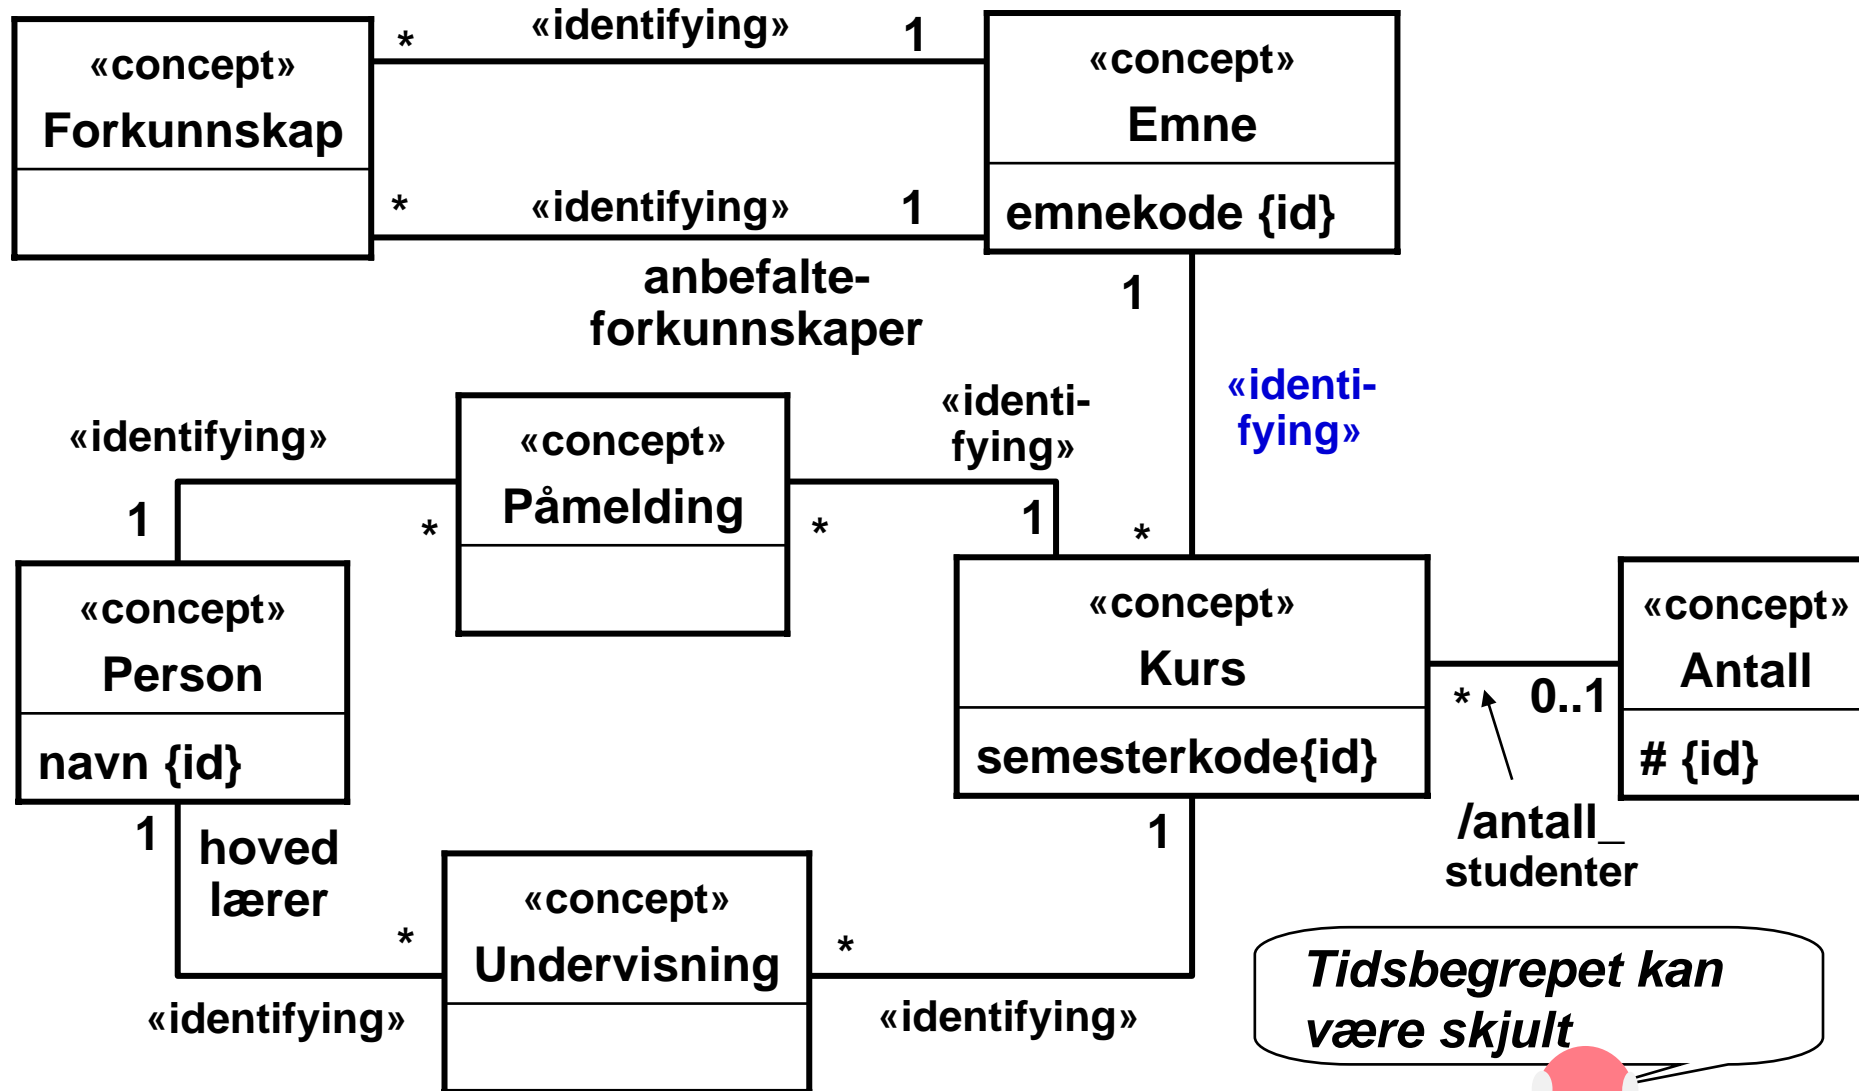 * «identifying» 1
«concept»
Forkunnskap
«concept»
Emne
emnekode {id}
* «identifying» 1
anbefalte-
forkunnskaper
1
«identi-
fying»
*
«identifying»
1
*
«concept»
Påmelding
«identi-
fying»
*
1
«concept»
Person
navn {id}
«concept»
Kurs
semesterkode{id}
* 0..1
/antall_
studenter
«concept»
Antall
# {id}
1
hoved
lærer
*
«identifying»
«concept»
Undervisning
*
«identifying»
1
Tidsbegrepet kan
være skjult